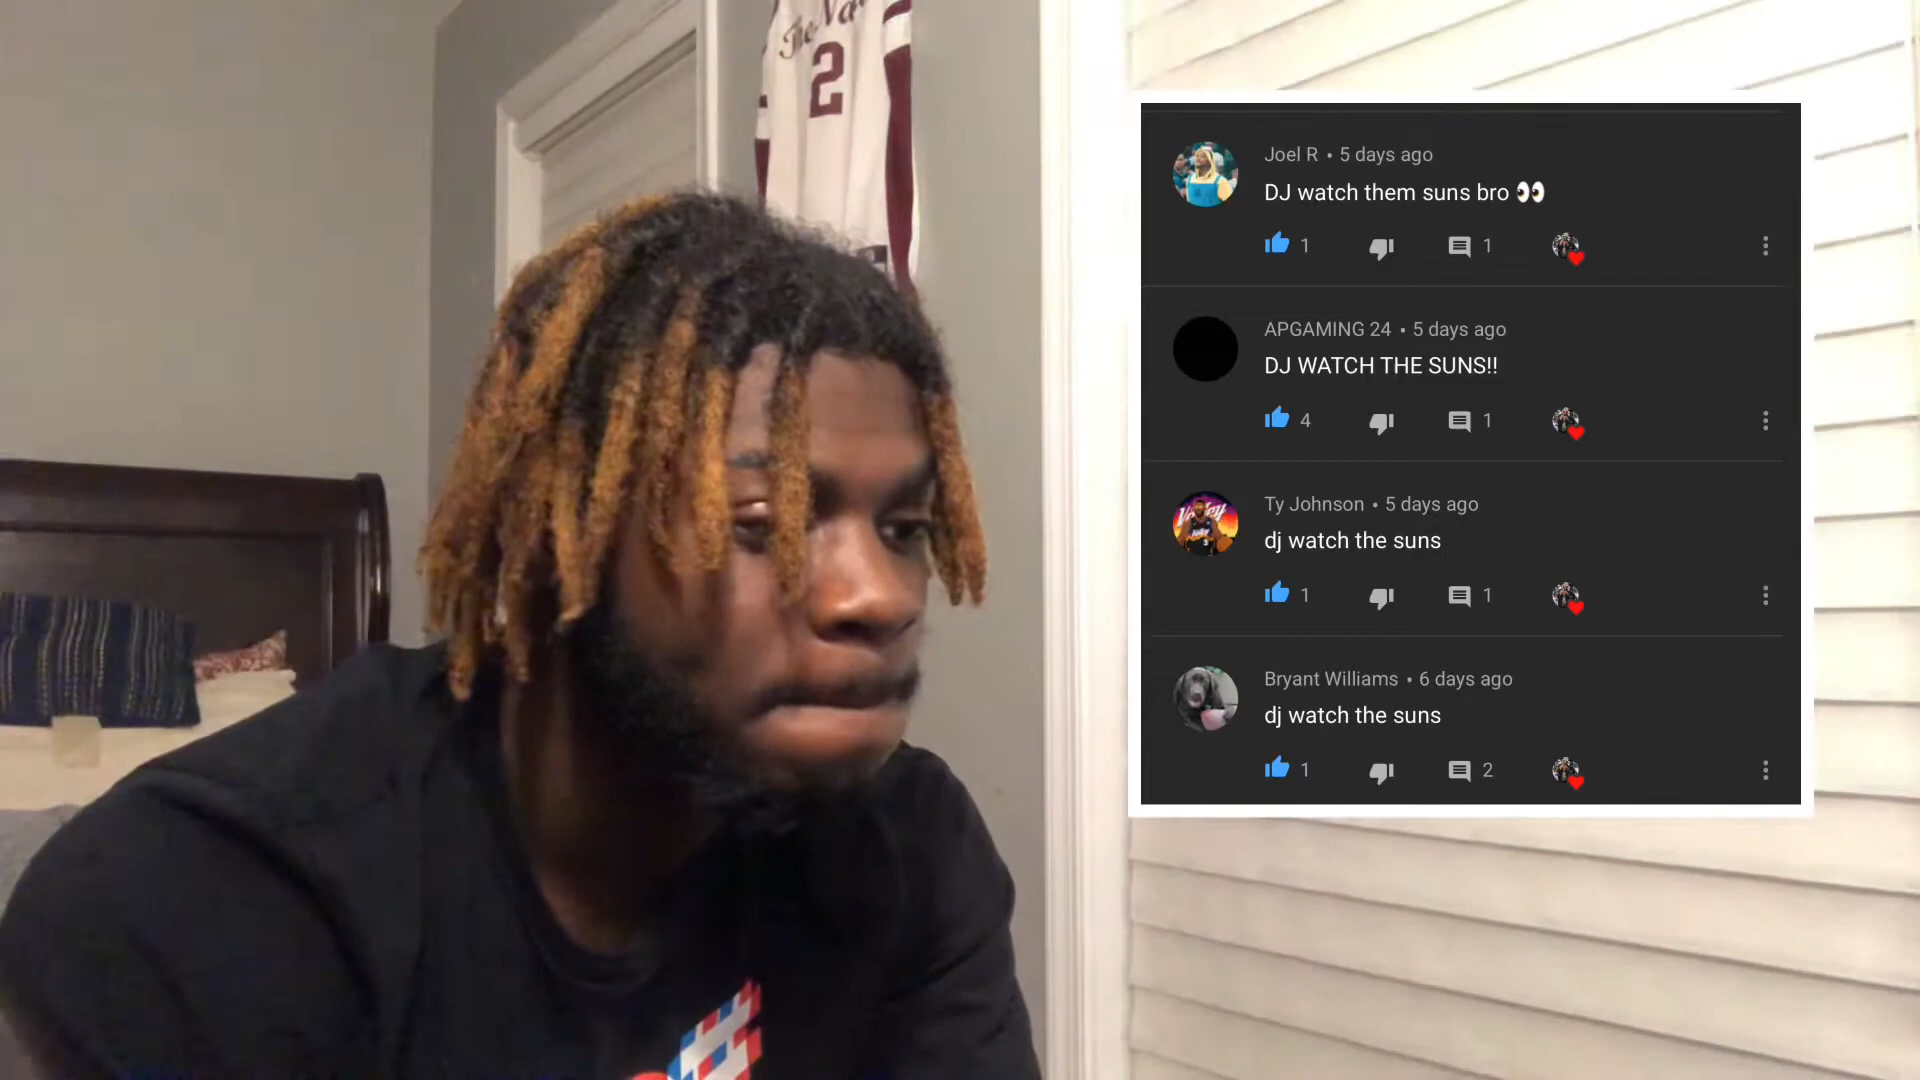 The Na
2
Joel R • 5 days ago
DJ watch them suns bro 👀
1
1
APGAMING 24 • 5 days ago
DJ WATCH THE SUNS!!
4
1
Ty Johnson • 5 days ago
dj watch the suns
1
1
Bryant Williams • 6 days ago
dj watch the suns
1
2